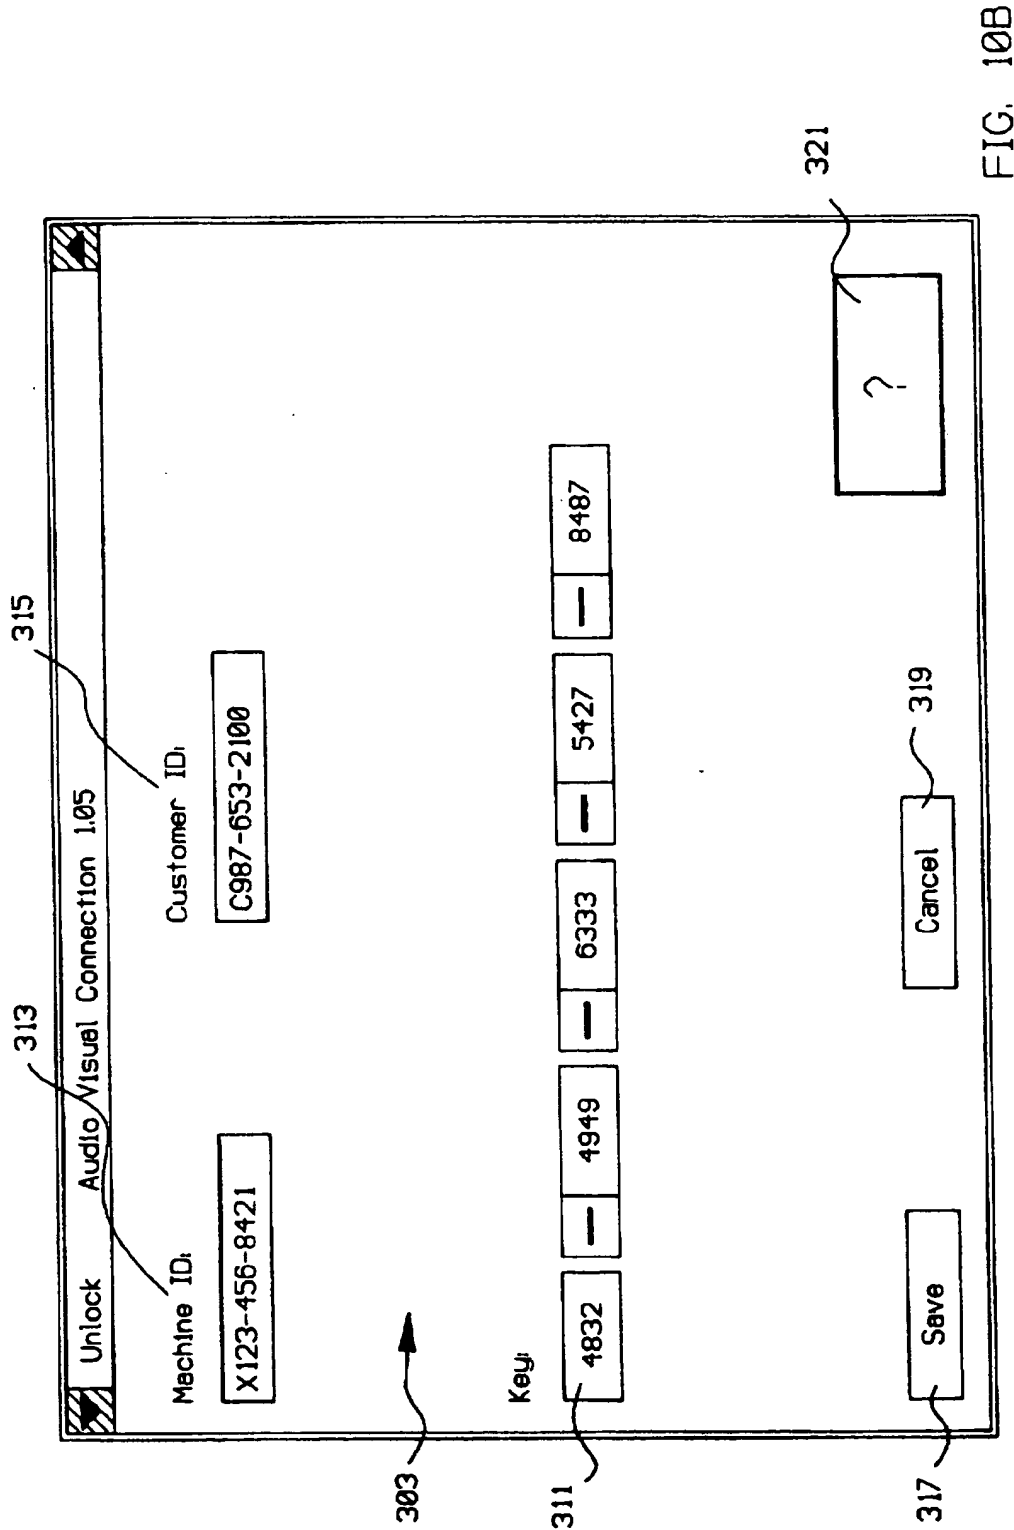 313
315
Unlock Audio Visual Connection 1.05
Machine ID: Customer ID:
X123-456-8421 C987-653-2100
303
Key:
4832 — 4949 — 6333 — 5427 — 8487
311
321
Save Cancel ?
317 319
FIG. 10B